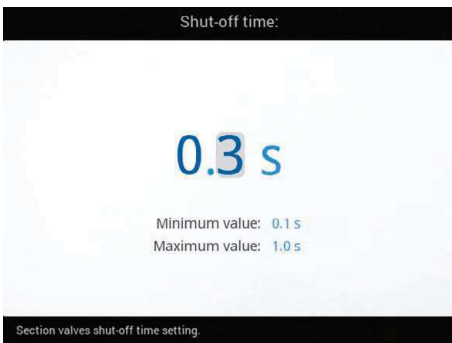 Shut-off time:
0.3 s
Minimum value: 0.1 s
Maximum value: 1.0 s
Section valves shut-off time setting.